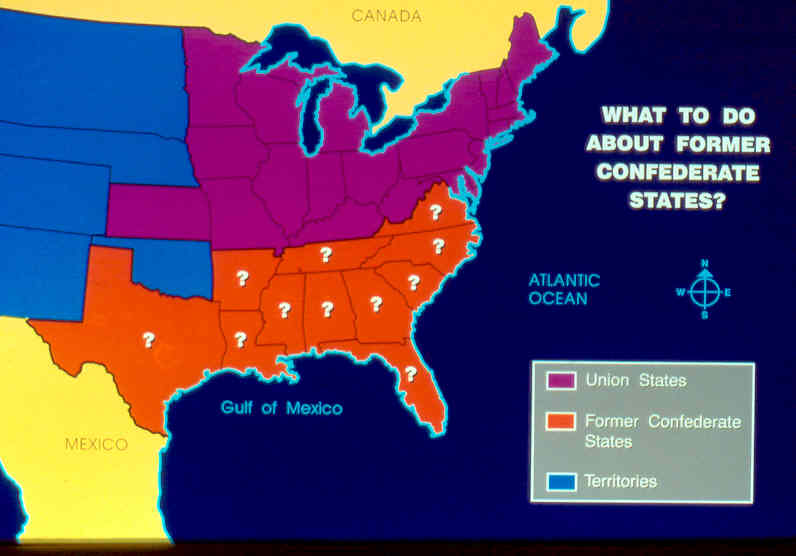 CANADA
WHAT TO DO
ABOUT FORMER
CONFEDERATE
STATES?
?
?
?
?
?
?
?
?
?
?
?
ATLANTIC
OCEAN
N
W
E
S
Union States
Former Confederate
States
Territories
Gulf of Mexico
MEXICO